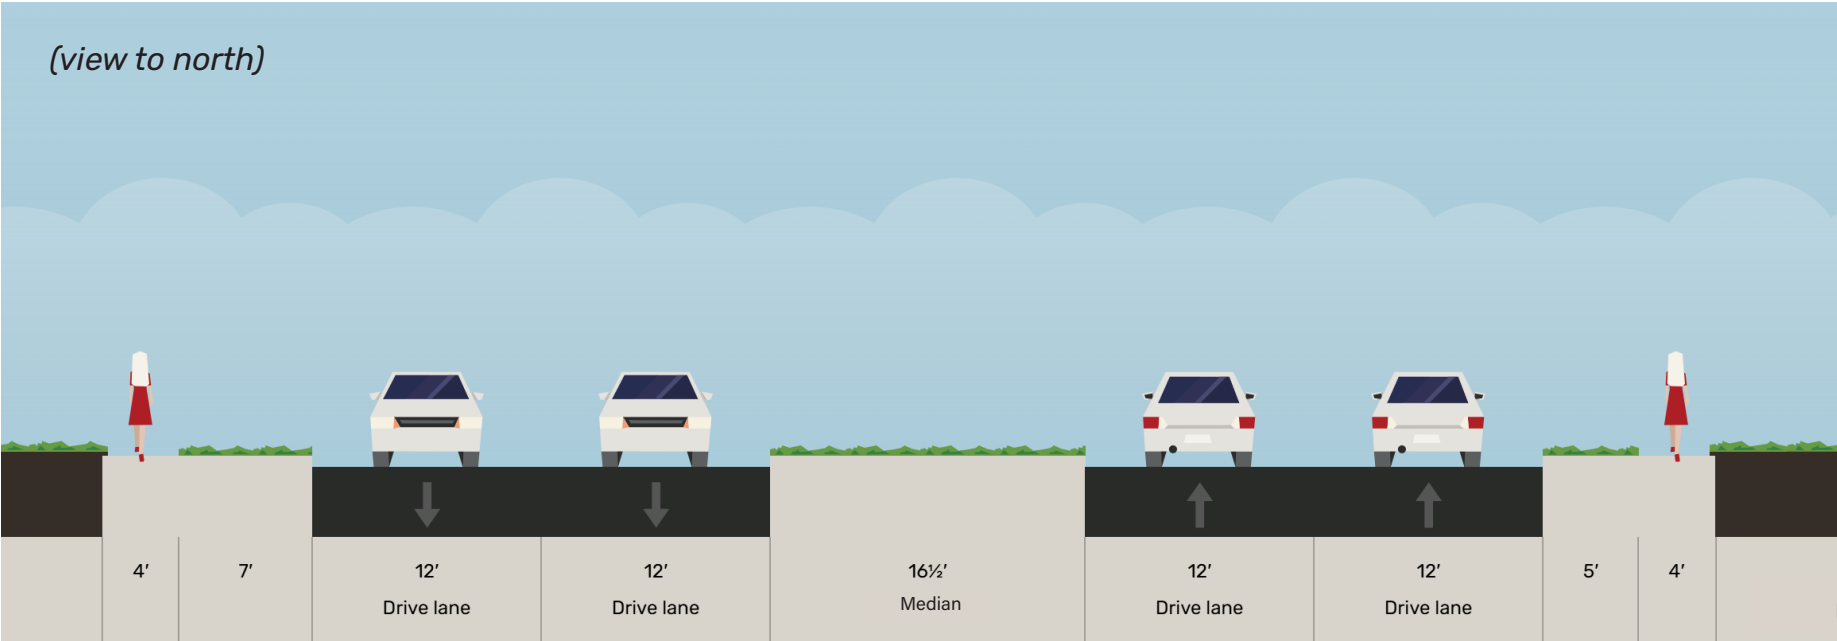 (view to north)
4′ 7′ 12′ 12′ 16½′ 12′ 12′ 5′ 4′
Drive lane Drive lane Median Drive lane Drive lane